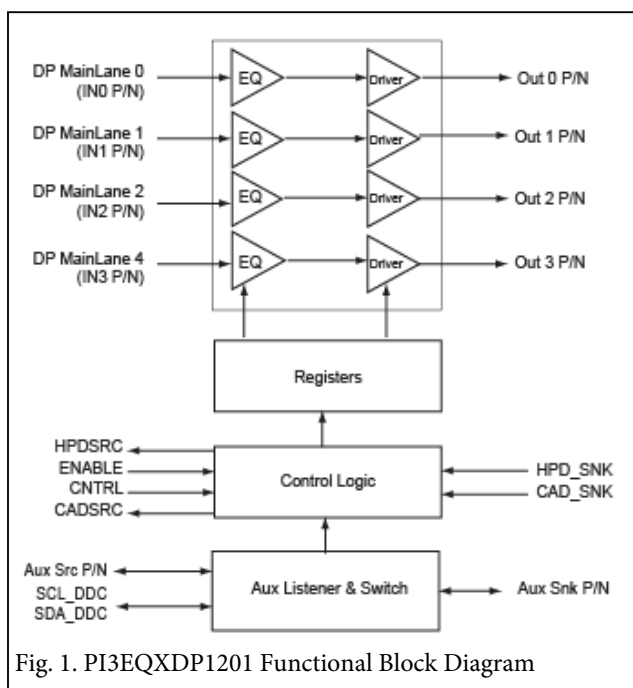 DP MainLane 0
(IN0 P/N)
EQ
Driver
Out 0 P/N
DP MainLane 1
(IN1 P/N)
EQ
Driver
Out 1 P/N
DP MainLane 2
(IN2 P/N)
EQ
Driver
Out 2 P/N
DP MainLane 4
(IN3 P/N)
EQ
Driver
Out 3 P/N
Registers
HPDSRC
ENABLE
CNTRL
CADSRC
Control Logic
HPD_SNK
CAD_SNK
Aux Src P/N
SCL_DDC
SDA_DDC
Aux Listener & Switch
Aux Snk P/N
Fig. 1. PI3EQXDP1201 Functional Block Diagram